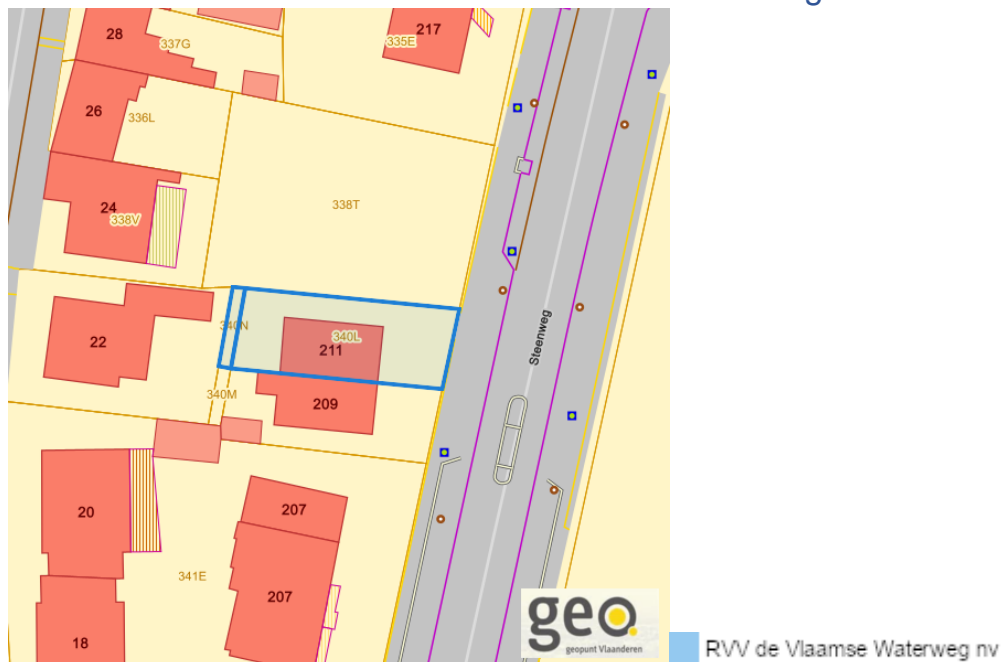 g
28
337G
335E
217
26
336L
24
338V
338T
340N
22
340L
211
340M
209
Steenweg
20
207
341E
207
18
geo.
geopunt Vlaanderen
RVV de Vlaamse Waterweg nv